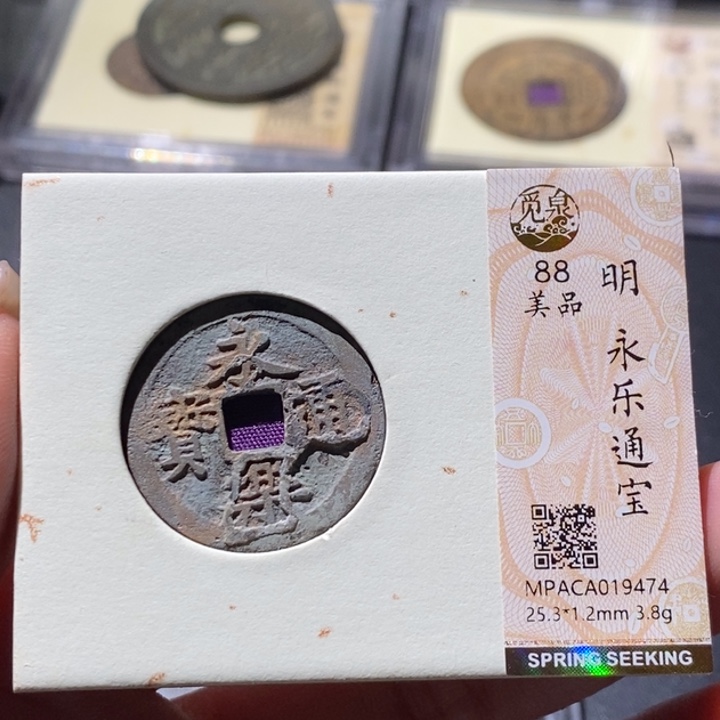 永樂通寶
觅泉
88
美品
明
永乐通宝
MPACA019474
25.3*1.2mm 3.8g
SPRING SEEKING